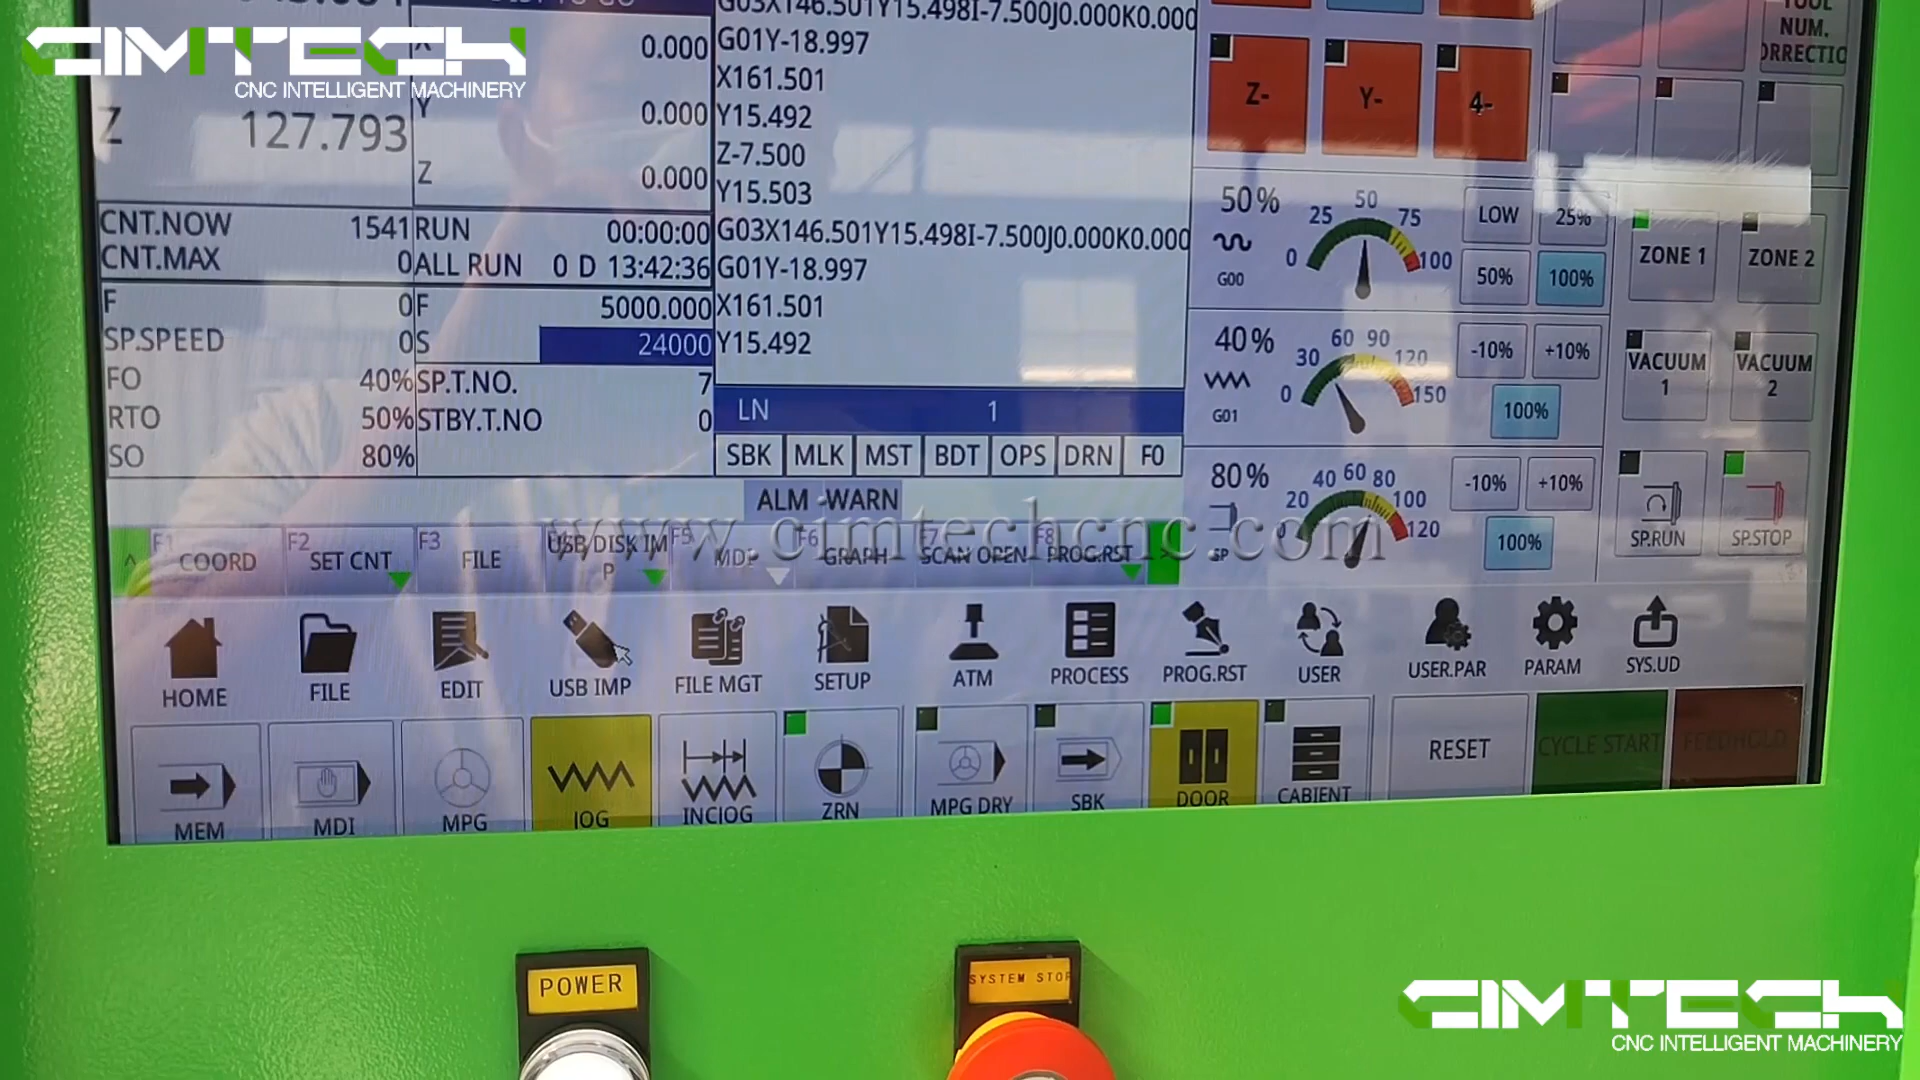 CIMTECH
CNC INTELLIGENT MACHINERY
Z 127.793
X 0.000
Y 0.000
Z 0.000
CNT.NOW 1541
CNT.MAX 0
RUN 00:00:00
ALL RUN 0 D 13:42:36
F 0
SP.SPEED 0
FO 40%
RTO 50%
SO 80%
F 5000.000
S 24000
SP.T.NO. 7
STBY.T.NO 0
G03X146.501Y15.498I-7.500J0.000K0.000
G01Y-18.997
X161.501
Y15.492
Z-7.500
Y15.503
G03X146.501Y15.498I-7.500J0.000K0.000
G01Y-18.997
X161.501
Y15.492
LN 1
SBK MLK MST BDT OPS DRN F0
ALM -WARN
Z- Y- 4-
NUM.
50%
G00
0 25 50 75 100
LOW 25%
50% 100%
40%
G01
0 30 60 90 120 150
-10% +10%
100%
80%
SP
0 20 40 60 80 100 120
-10% +10%
100%
ZONE 1 ZONE 2
VACUUM 1
VACUUM 2
SP.RUN SP.STOP
F1 COORD
F2 SET CNT
F3 FILE
USB/DISK IM
P
F5 MDI
F6 GRAPH
F7 SCAN OPEN
F8 PROG.RST
www.cimtechcnc.com
HOME FILE EDIT USB IMP FILE MGT SETUP ATM PROCESS PROG.RST USER USER.PAR PARAM SYS.UD
MEM MDI MPG JOG INCJOG ZRN MPG DRY SBK DOOR CABIENT RESET CYCLE START FEEDHOLD
POWER
SYSTEM STOP
CIMTECH
CNC INTELLIGENT MACHINERY